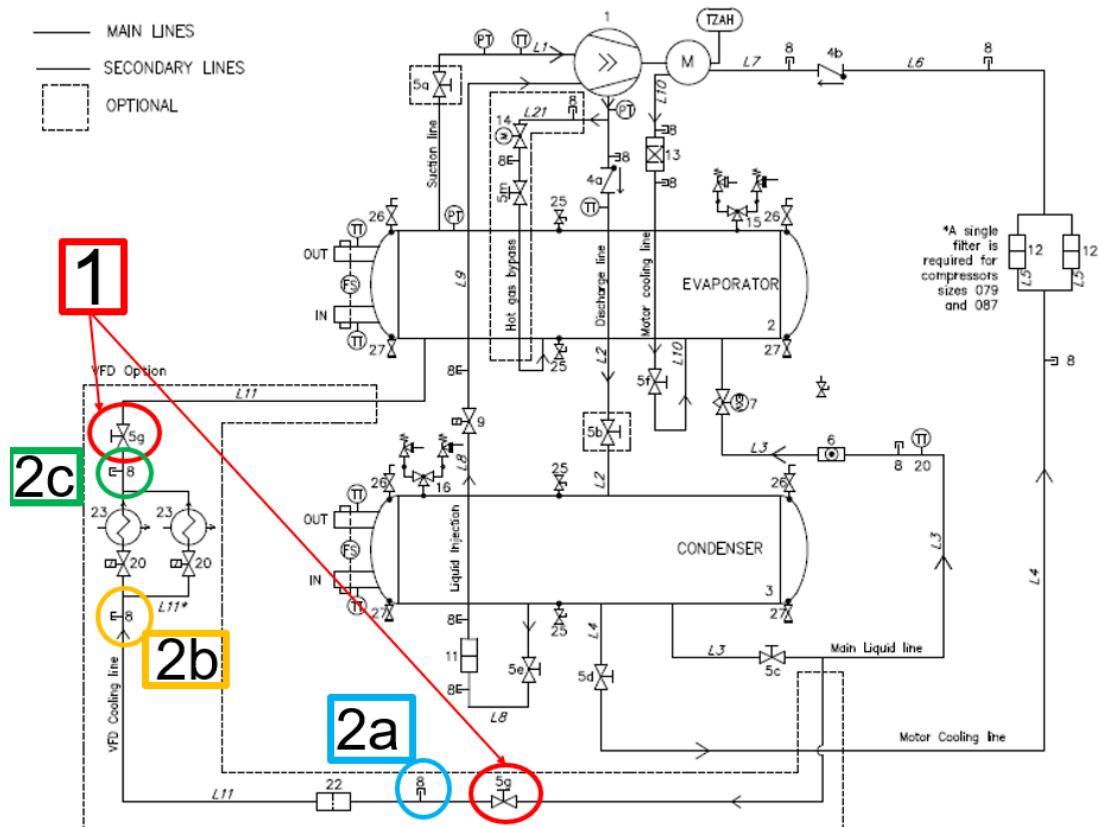 MAIN LINES
SECONDARY LINES
OPTIONAL
1
TZAH
PT
TT
L1
M
8
4b
8
L7
L6
5a
L10
8
L21
PT
14
M
8
8
13
8
8
4a
Suction line
5m
TT
25
15
26
TT
PT
26
OUT
FS
IN
TT
27
L9
Hot gas bypass
Discharge line
Motor cooling line
EVAPORATOR
2
27
*A single
filter is
required for
compressors
sizes 079
and 087
12
12
L5
L5
1
VFD Option
L11
8
25
L2
L10
5f
7
8
5g
9
5b
L3
6
8
TT
20
2c
8
L8
16
25
L2
26
TT
26
23
23
OUT
FS
IN
TT
27
Liquid Injection
CONDENSER
3
27
L3
L4
20
20
L11*
8
8
25
2b
11
5e
L4
5d
L3
5c
Main Liquid line
8
L8
VFD Cooling line
2a
Motor Cooling line
8
5g
22
L11